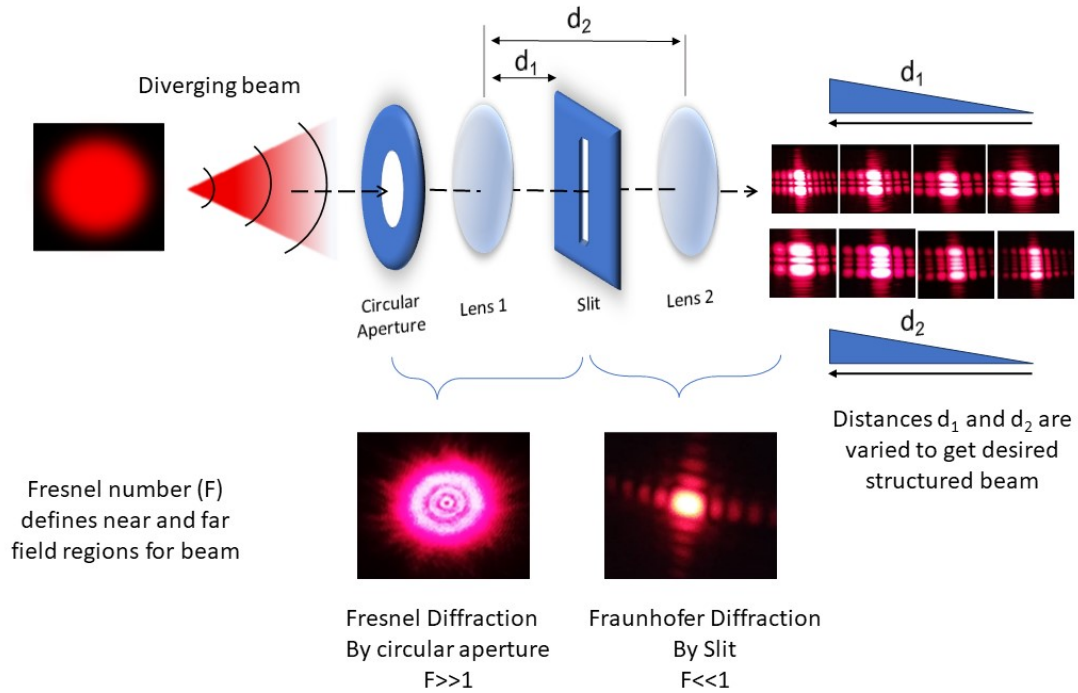 d₂
d₁
Diverging beam
d₁
Circular
Aperture
Lens 1
Slit
Lens 2
d₂
Distances d₁ and d₂ are
varied to get desired
structured beam
Fresnel number (F)
defines near and far
field regions for beam
Fresnel Diffraction
By circular aperture
F>>1
Fraunhofer Diffraction
By Slit
F<<1